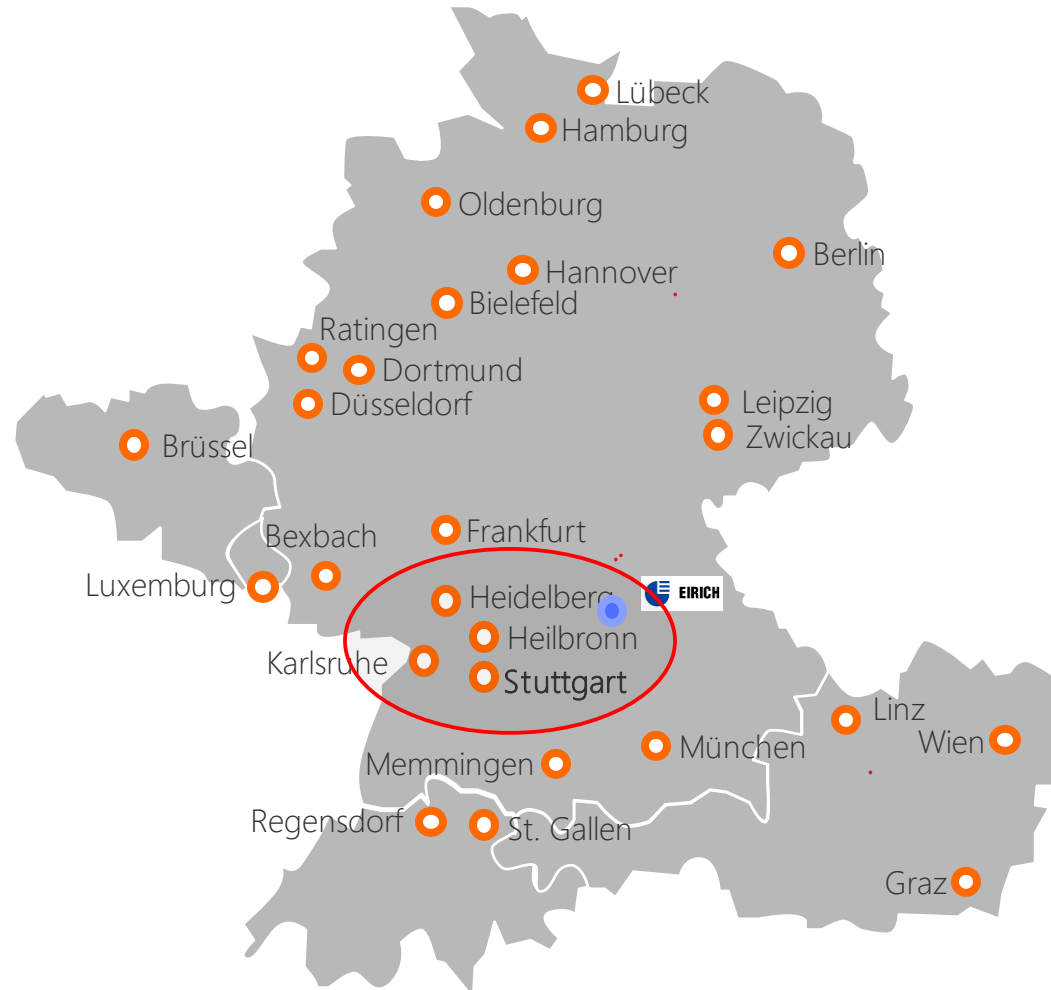 Lübeck
Hamburg
Oldenburg
Berlin
Hannover
Bielefeld
Ratingen
Dortmund
Düsseldorf
Leipzig
Zwickau
Brüssel
Frankfurt
Bexbach
Luxemburg
Heidelberg
EIRICH
Heilbronn
Karlsruhe
Stuttgart
Linz
Wien
München
Memmingen
Regensdorf
St. Gallen
Graz